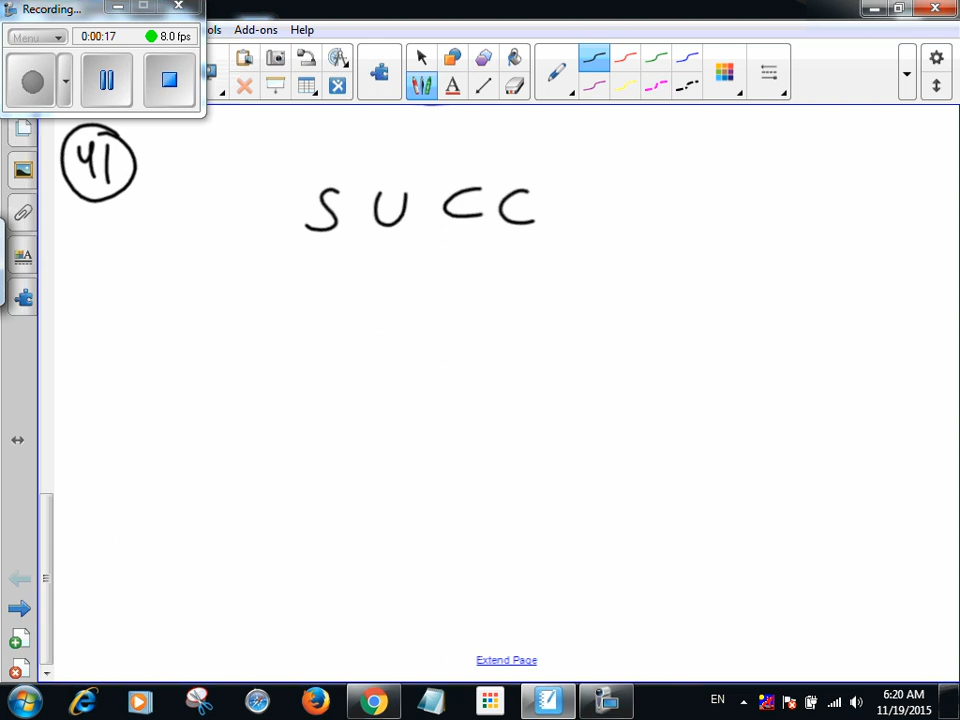 Recording...
Menu
0:00:17
8.0 fps
ols Add-ons Help
41
S U C C
Extend Page
EN
6:20 AM
11/19/2015